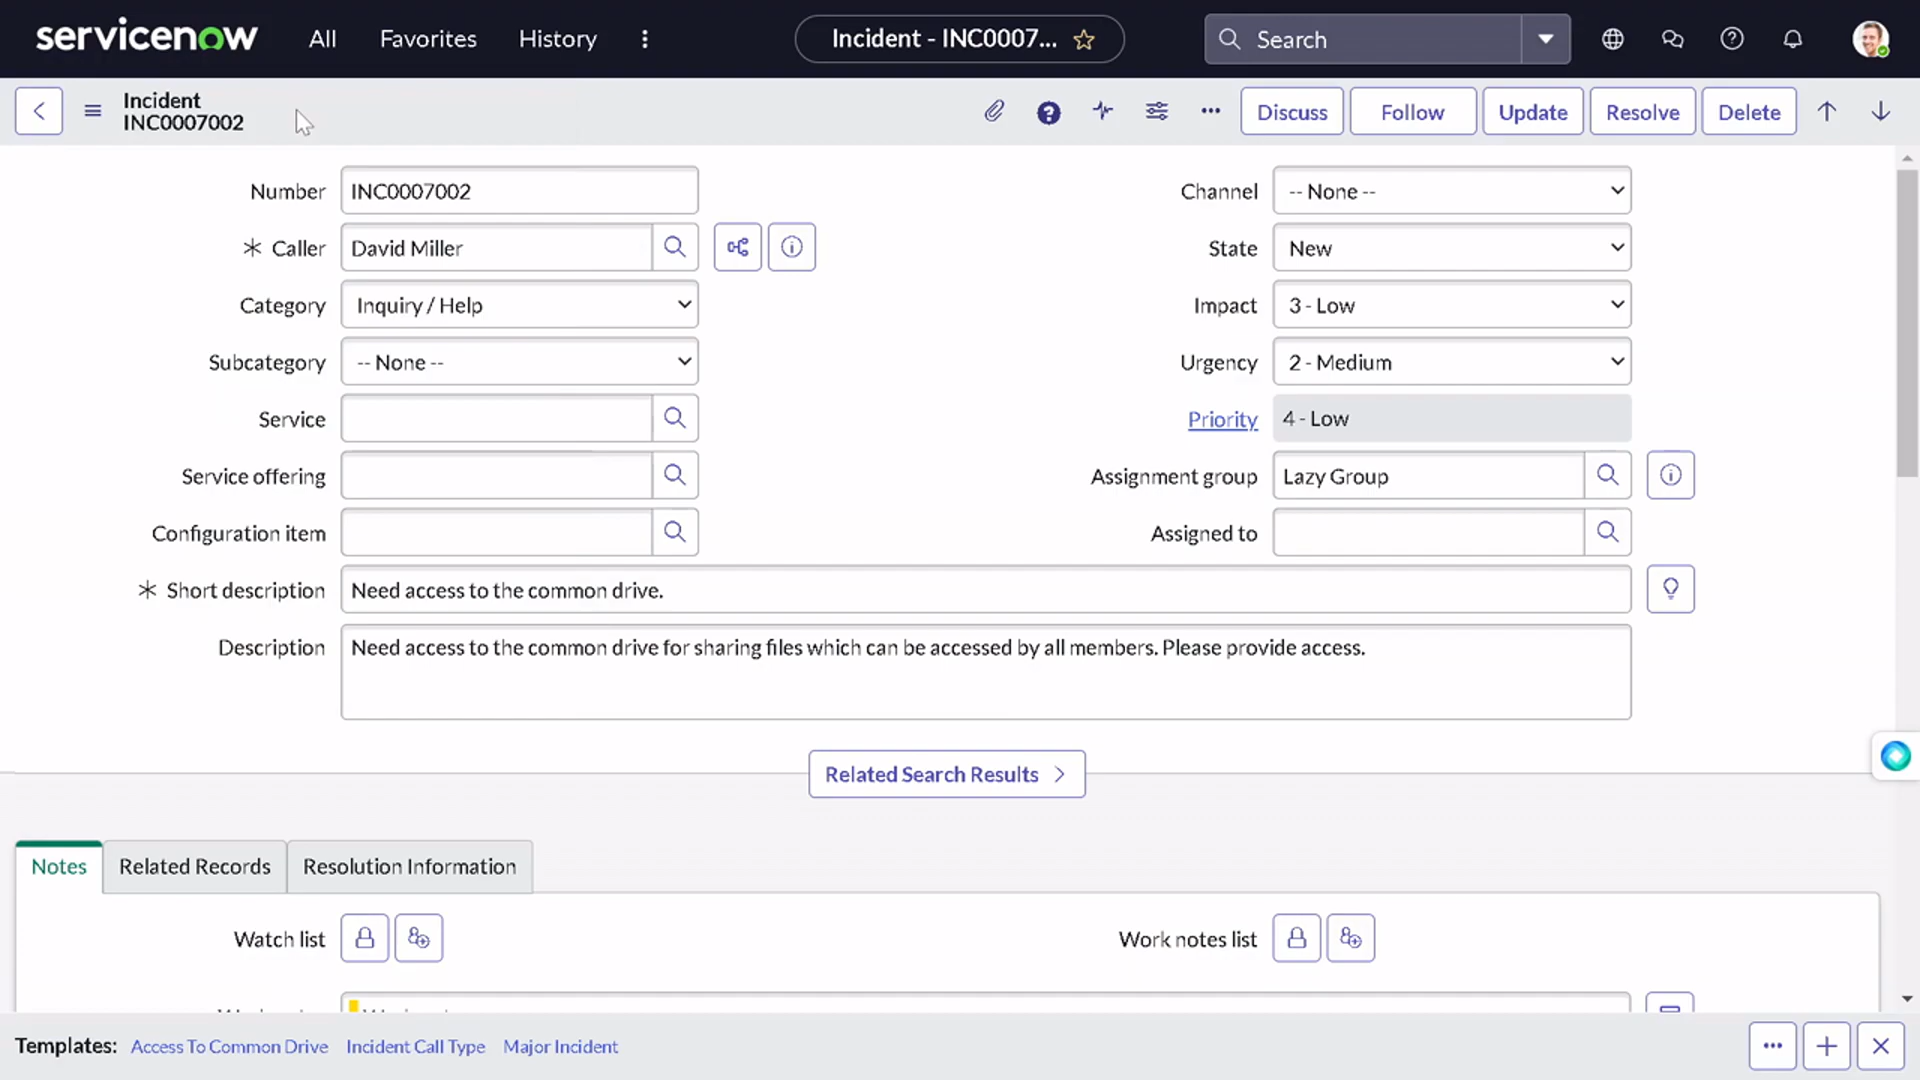 servicenow All Favorites History Incident - INC0007... Search
Incident
INC0007002
Discuss Follow Update Resolve Delete
Number INC0007002 Channel -- None --
* Caller David Miller State New
Category Inquiry / Help Impact 3 - Low
Subcategory -- None -- Urgency 2 - Medium
Service Priority 4 - Low
Service offering Assignment group Lazy Group
Configuration item Assigned to
* Short description Need access to the common drive.
Description Need access to the common drive for sharing files which can be accessed by all members. Please provide access.
Related Search Results
Notes Related Records Resolution Information
Watch list Work notes list
Templates: Access To Common Drive Incident Call Type Major Incident